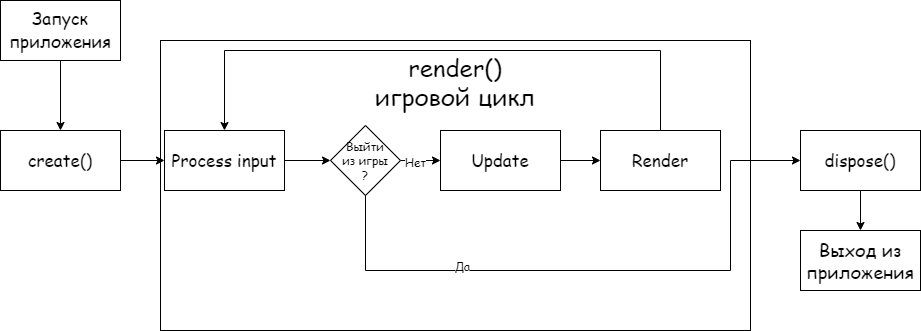 Запуск
приложения
render()
игровой цикл
create()
Process input
Выйти
из игры
?
Нет
Update
Render
dispose()
Да
Выход из
приложения